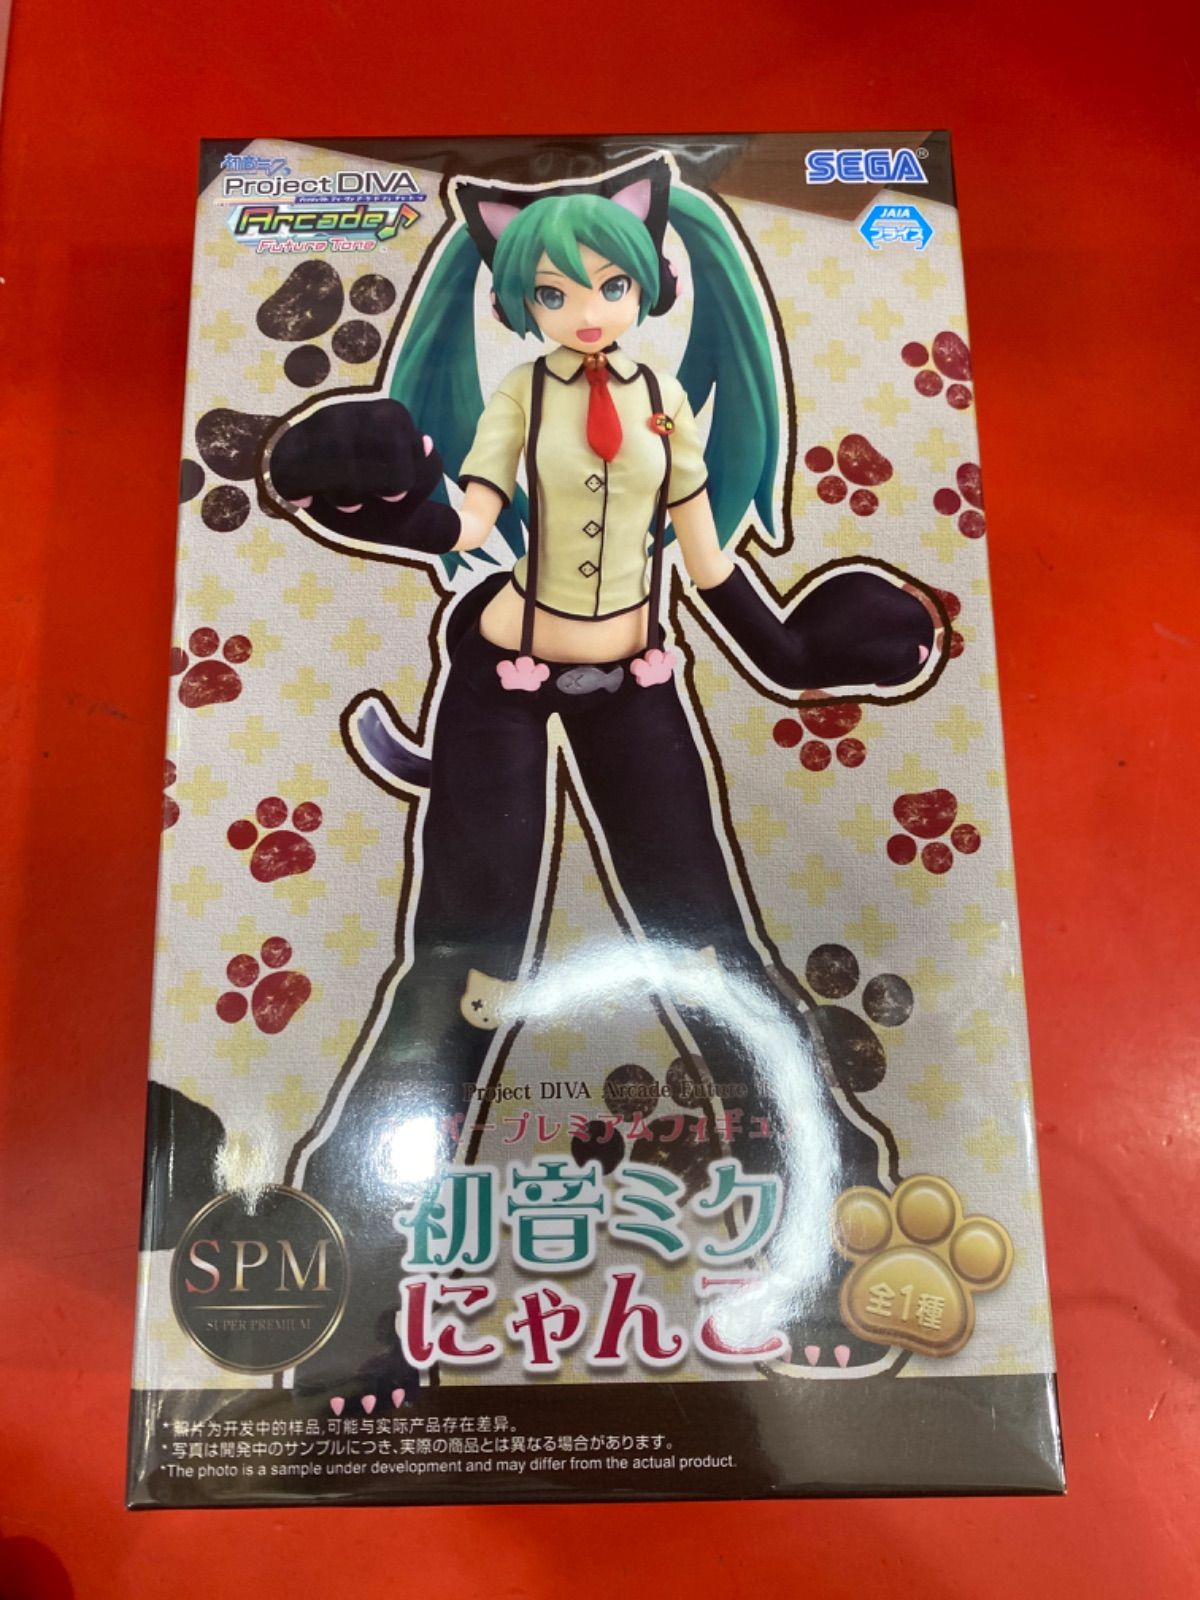 初音ミク
Project DIVA
Arcade
Future Tone
SEGA®
JAIA
プライズ
Project DIVA Arcade Future
プレミアムフィギュア
初音ミク
にゃんこ
SPM
SUPER PREMIUM
全1種
*照片为开发中的样品,可能与实际产品存在差异。
*写真は開発中のサンプルにつき、実際の商品とは異なる場合があります。
*The photo is a sample under development and may differ from the actual product.